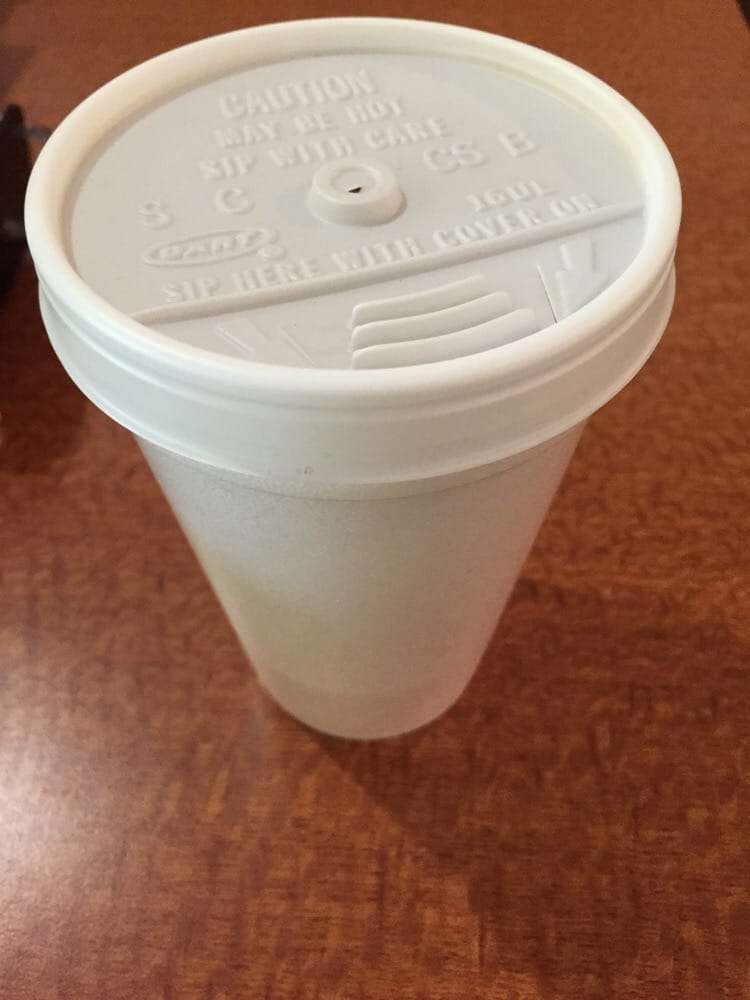 CAUTION
MAY BE HOT
SIP WITH CARE
S C CS B
DART ®
16UL
SIP HERE WITH COVER ON